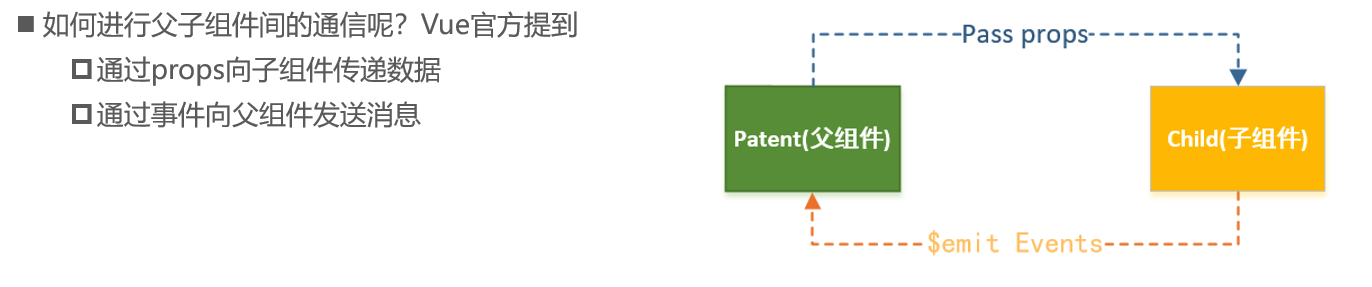 如何进行父子组件间的通信呢？Vue官方提到
通过props向子组件传递数据
通过事件向父组件发送消息
Pass props
Patent(父组件)
Child(子组件)
$emit Events